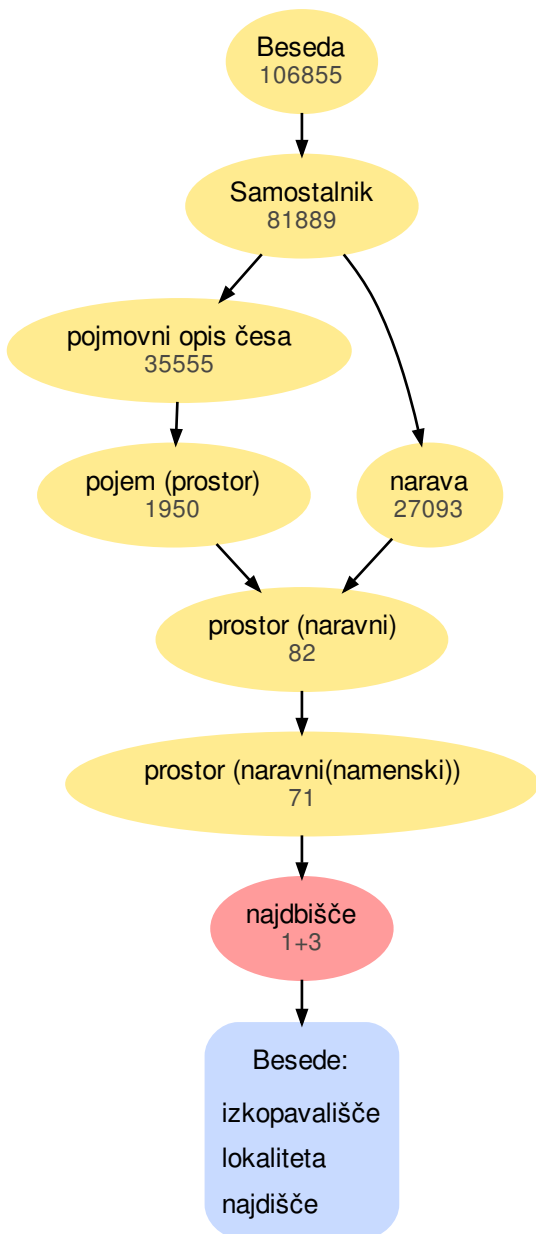 Beseda
106855
Samostalnik
81889
pojmovni opis česa
35555
pojem (prostor)
1950
narava
27093
prostor (naravni)
82
prostor (naravni(namenski))
71
najdbišče
1+3
Besede:
izkopavališče
lokaliteta
najdišče